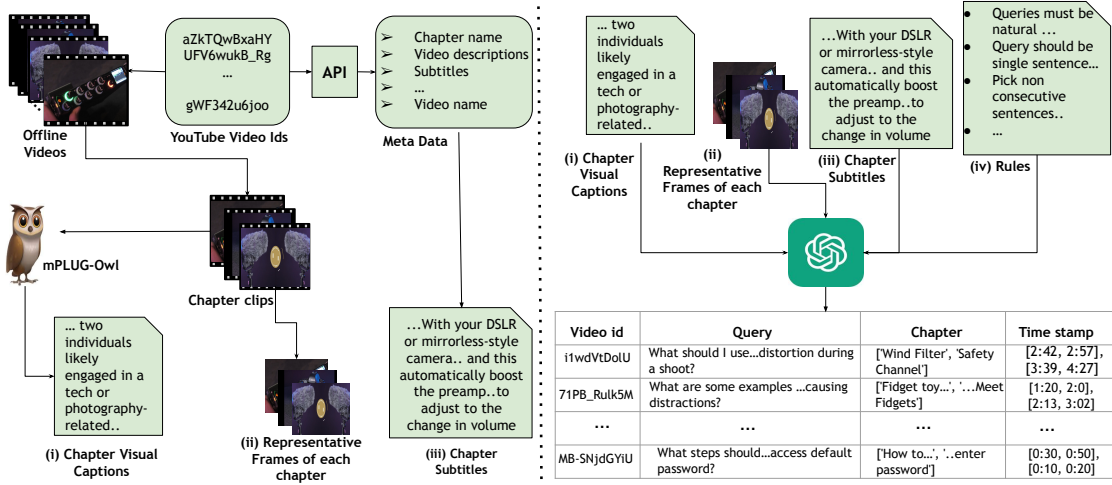 aZkTQwBxaHY
UFV6wukB_Rg
...
gWF342u6joo
YouTube Video Ids
API
➢ Chapter name
➢ Video descriptions
➢ Subtitles
➢ ...
➢ Video name
Meta Data
Offline
Videos
mPLUG-Owl
Chapter clips
... two
individuals
likely
engaged in a
tech or
photography-
related..
(i) Chapter Visual
Captions
(ii) Representative
Frames of each
chapter
...With your DSLR
or mirrorless-style
camera.. and this
automatically boost
the preamp..to
adjust to the
change in volume
(iii) Chapter
Subtitles
... two
individuals
likely
engaged in a
tech or
photography-
related..
(i) Chapter
Visual
Captions
(ii)
Representative
Frames of each
chapter
...With your DSLR
or mirrorless-style
camera.. and this
automatically boost
the preamp..to
adjust to the
change in volume
(iii) Chapter
Subtitles
● Queries must be
natural ...
● Query should be
single sentence...
● Pick non
consecutive
sentences..
● ...
(iv) Rules
Video id Query Chapter Time stamp
i1wdVtDolU What should I use...distortion during a shoot? ['Wind Filter', 'Safety Channel'] [2:42, 2:57], [3:39, 4:27]
71PB_Rulk5M What are some examples ...causing distractions? ['Fidget toy...', '...Meet Fidgets'] [1:20, 2:0], [2:13, 3:02]
... ... ... ...
MB-SNjdGYiU What steps should...access default password? ['How to...', '..enter password'] [0:30, 0:50], [0:10, 0:20]